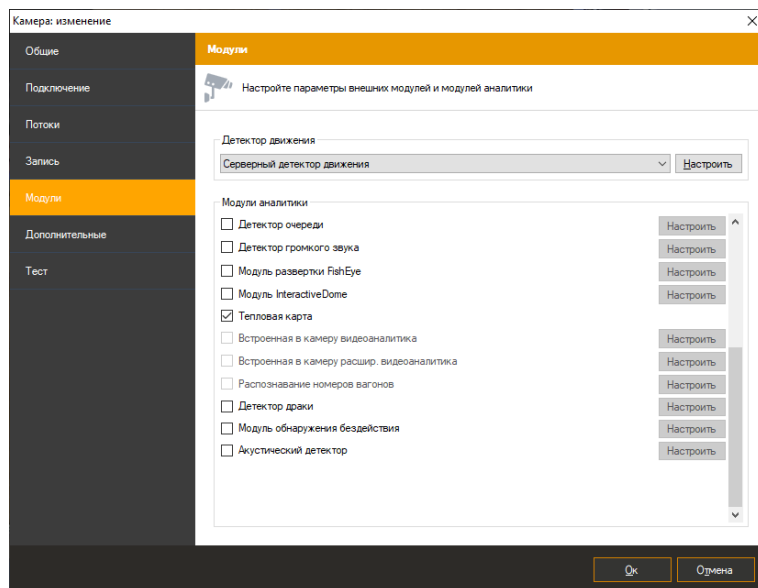 Камера: изменение
Общие
Подключение
Потоки
Запись
Модули
Дополнительные
Тест
Модули
Настройте параметры внешних модулей и модулей аналитики
Детектор движения
Серверный детектор движения
Настроить
Модули аналитики
Детектор очереди Настроить
Детектор громкого звука Настроить
Модуль развертки FishEye Настроить
Модуль InteractiveDome Настроить
Тепловая карта
Встроенная в камеру видеоаналитика Настроить
Встроенная в камеру расшир. видеоаналитика Настроить
Распознавание номеров вагонов Настроить
Детектор драки Настроить
Модуль обнаружения бездействия Настроить
Акустический детектор Настроить
Ок Отмена